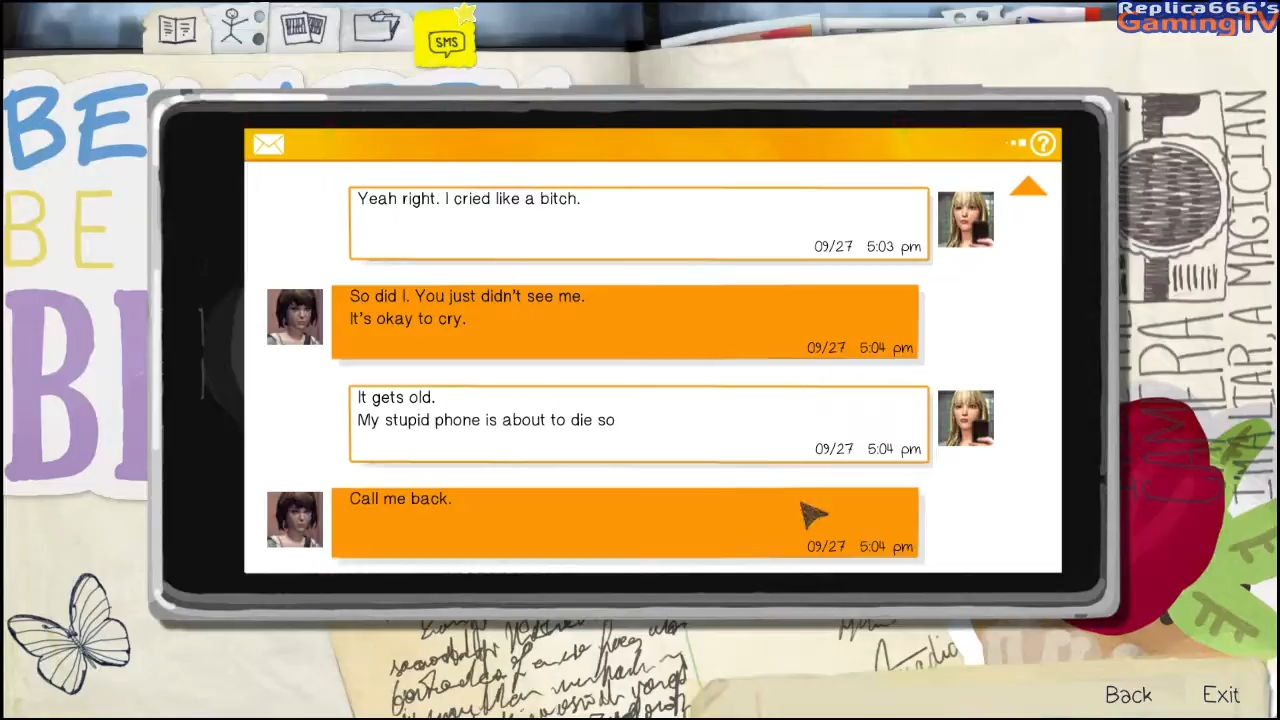 Replica666's
GamingTV
SMS
BE
BE
Yeah right. I cried like a bitch.
09/27 5:03 pm
So did I. You just didn't see me.
It's okay to cry.
09/27 5:04 pm
It gets old.
My stupid phone is about to die so
09/27 5:04 pm
Call me back.
09/27 5:04 pm
CAMERA
LIAR, A MAGICIAN
Back
Exit